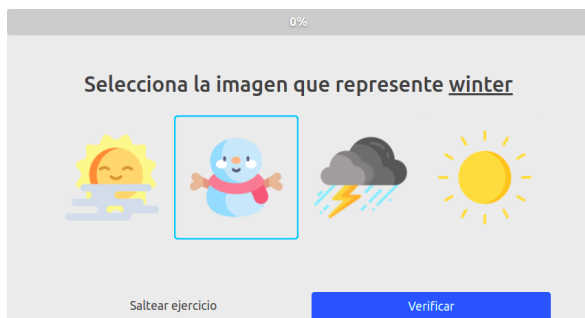 0%
Selecciona la imagen que represente winter
Saltear ejercicio
Verificar